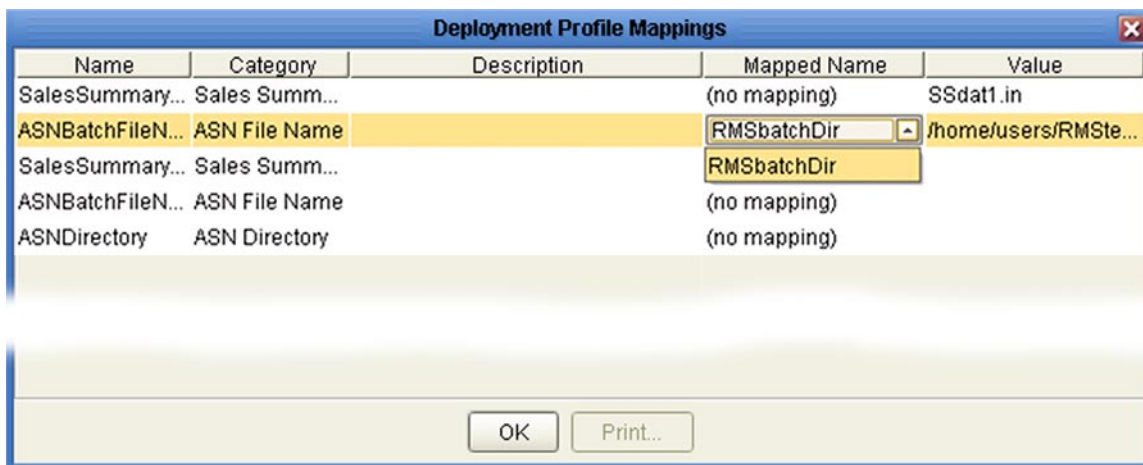 Deployment Profile Mappings
Name Category Description Mapped Name Value
SalesSummary... Sales Summ... (no mapping) SSdat1.in
ASNBatchFileN... ASN File Name RMSbatchDir /home/users/RMSte...
SalesSummary... Sales Summ... RMSbatchDir
ASNBatchFileN... ASN File Name (no mapping)
ASNDirectory ASN Directory (no mapping)
OK Print...